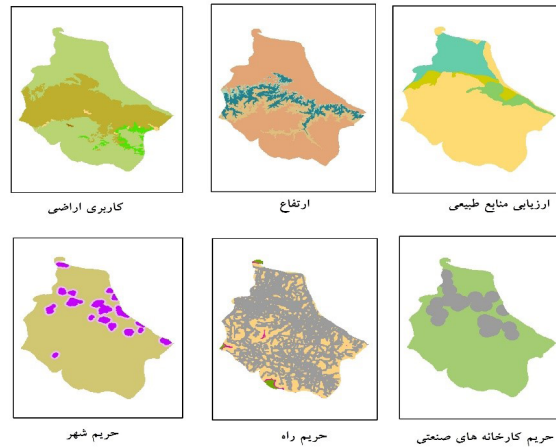 ارزیابی منابع طبیعی
ارتفاع
کاربری اراضی
حریم کارخانه های صنعتی
حریم راه
حریم شهر